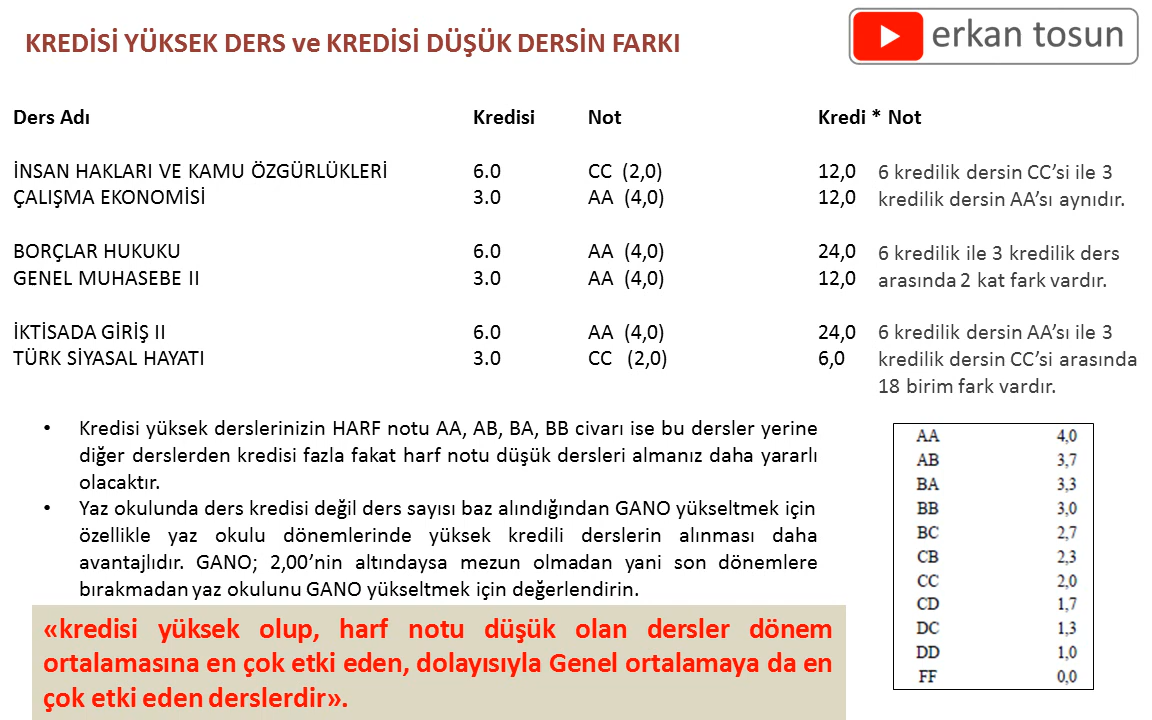 KREDİSİ YÜKSEK DERS ve KREDİSİ DÜŞÜK DERSİN FARKI
erkan tosun
Ders Adı Kredisi Not Kredi * Not
İNSAN HAKLARI VE KAMU ÖZGÜRLÜKLERİ 6.0 CC (2,0) 12,0 6 kredilik dersin CC’si ile 3
ÇALIŞMA EKONOMİSİ 3.0 AA (4,0) 12,0 kredilik dersin AA’sı aynıdır.
BORÇLAR HUKUKU 6.0 AA (4,0) 24,0 6 kredilik ile 3 kredilik ders
GENEL MUHASEBE II 3.0 AA (4,0) 12,0 arasında 2 kat fark vardır.
İKTİSADA GİRİŞ II 6.0 AA (4,0) 24,0 6 kredilik dersin AA’sı ile 3
TÜRK SİYASAL HAYATI 3.0 CC (2,0) 6,0 kredilik dersin CC’si arasında
18 birim fark vardır.
• Kredisi yüksek derslerinizin HARF notu AA, AB, BA, BB civarı ise bu dersler yerine
diğer derslerden kredisi fazla fakat harf notu düşük dersleri almanız daha yararlı
olacaktır.
• Yaz okulunda ders kredisi değil ders sayısı baz alındığından GANO yükseltmek için
özellikle yaz okulu dönemlerinde yüksek kredili derslerin alınması daha
avantajlıdır. GANO; 2,00’nin altındaysa mezun olmadan yani son dönemlere
bırakmadan yaz okulunu GANO yükseltmek için değerlendirin.
«kredisi yüksek olup, harf notu düşük olan dersler dönem
ortalamasına en çok etki eden, dolayısıyla Genel ortalamaya da en
çok etki eden derslerdir».
AA 4,0
AB 3,7
BA 3,3
BB 3,0
BC 2,7
CB 2,3
CC 2,0
CD 1,7
DC 1,3
DD 1,0
FF 0,0